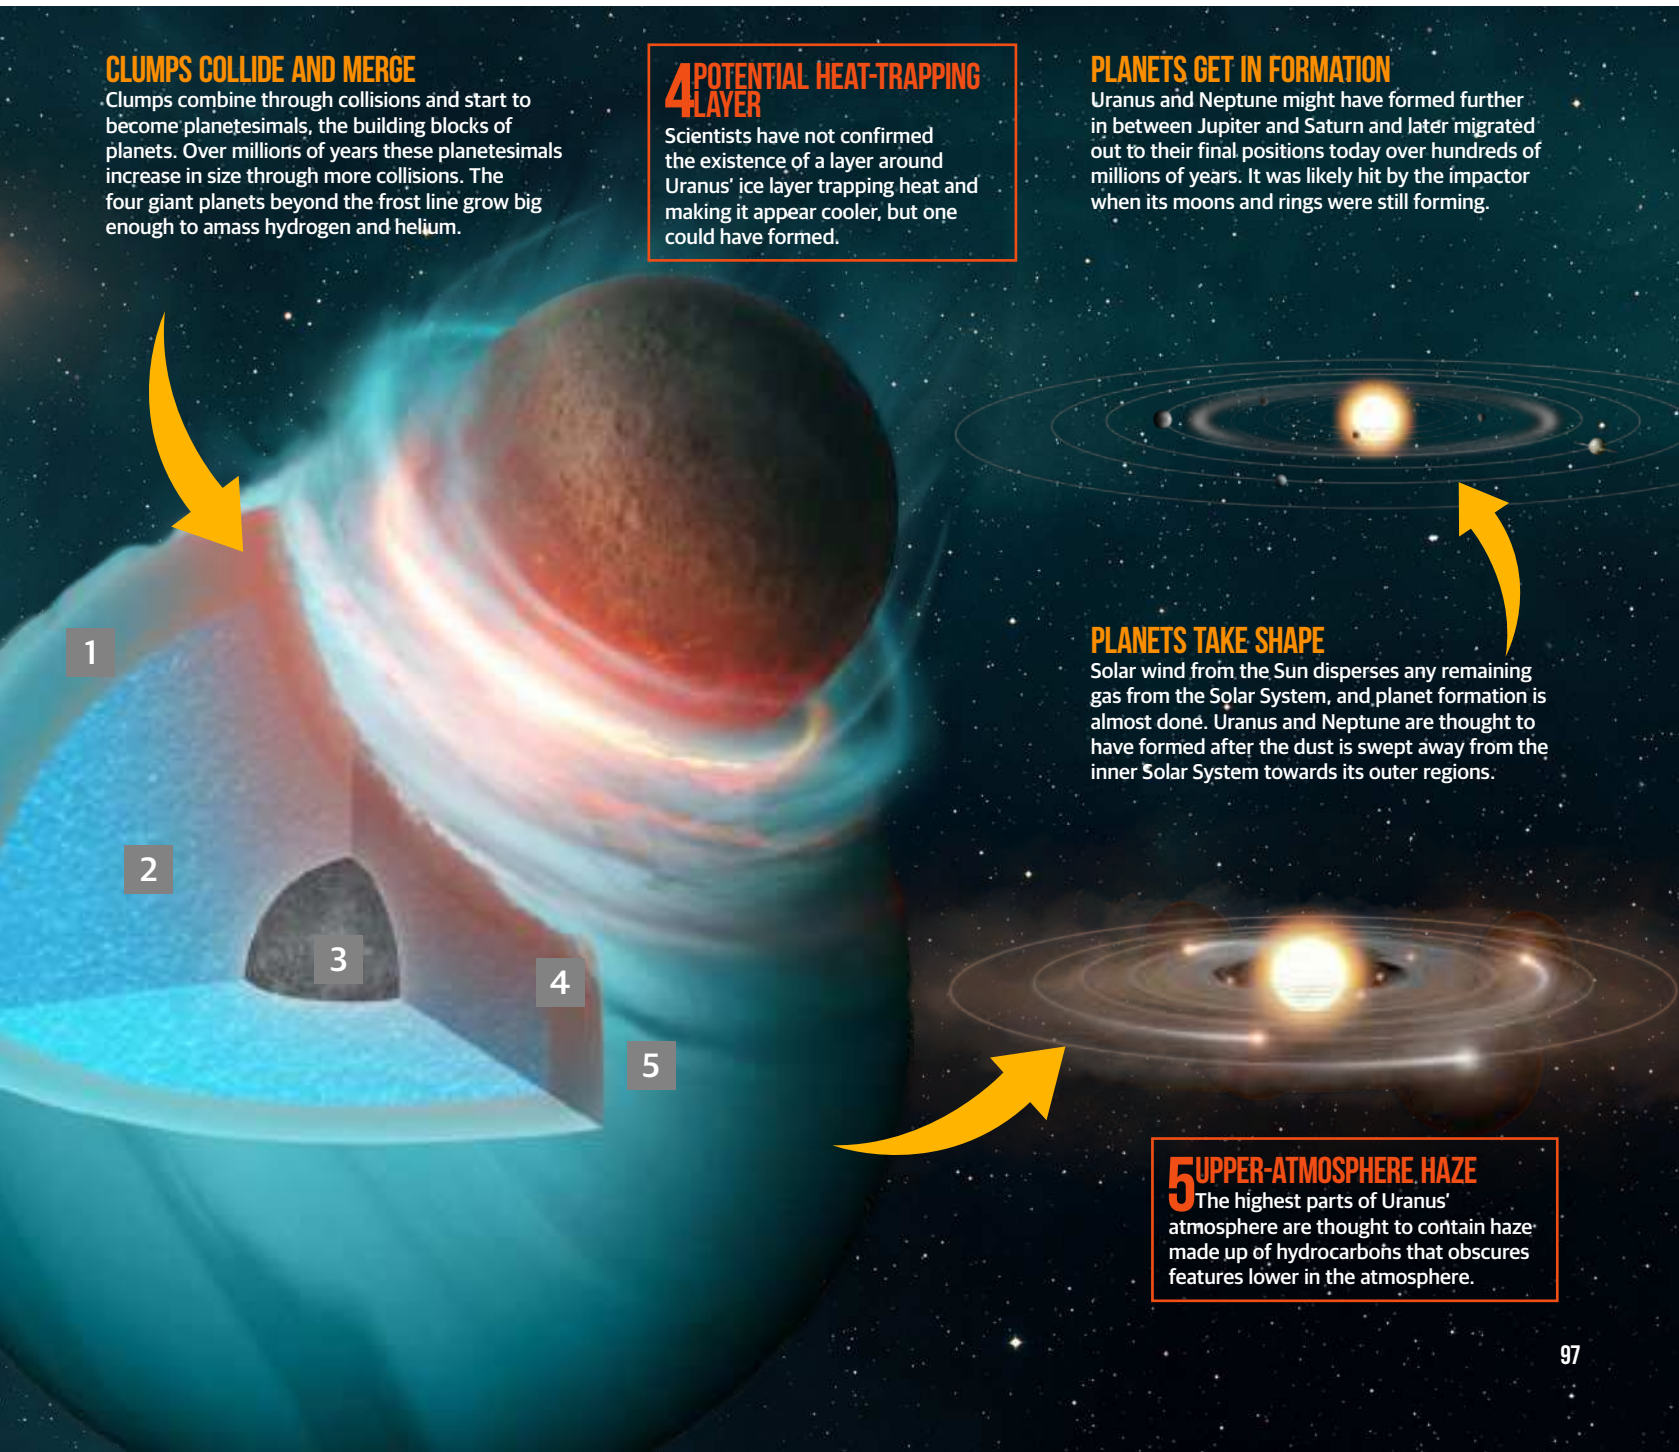 CLUMPS COLLIDE AND MERGE
Clumps combine through collisions and start to
become planetesimals, the building blocks of
planets. Over millions of years these planetesimals
increase in size through more collisions. The
four giant planets beyond the frost line grow big
enough to amass hydrogen and helium.
4 POTENTIAL HEAT-TRAPPING
LAYER
Scientists have not confirmed
the existence of a layer around
Uranus' ice layer trapping heat and
making it appear cooler, but one
could have formed.
PLANETS GET IN FORMATION
Uranus and Neptune might have formed further
in between Jupiter and Saturn and later migrated
out to their final positions today over hundreds of
millions of years. It was likely hit by the impactor
when its moons and rings were still forming.
PLANETS TAKE SHAPE
Solar wind from the Sun disperses any remaining
gas from the Solar System, and planet formation is
almost done. Uranus and Neptune are thought to
have formed after the dust is swept away from the
inner Solar System towards its outer regions.
1
2
3
4
5
5 UPPER-ATMOSPHERE HAZE
The highest parts of Uranus'
atmosphere are thought to contain haze
made up of hydrocarbons that obscures
features lower in the atmosphere.
97